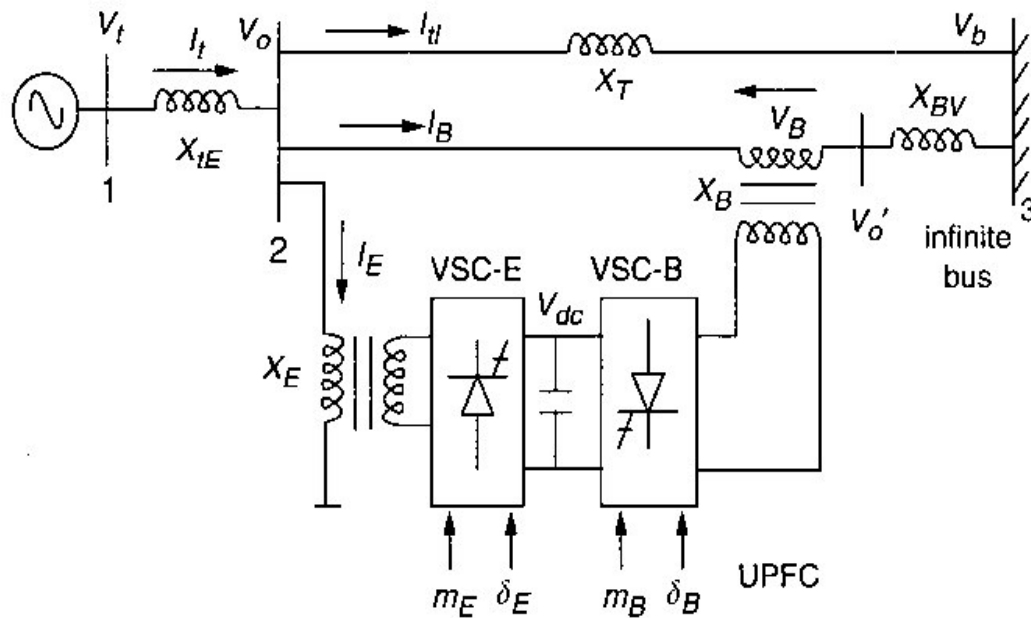 V_t
I_t
V_o
I_tl
V_b
X_T
X_tE
I_B
V_B
X_BV
1
X_B
V_o'
3
2
infinite
bus
I_E
VSC-E
V_dc
VSC-B
X_E
UPFC
m_E
δ_E
m_B
δ_B